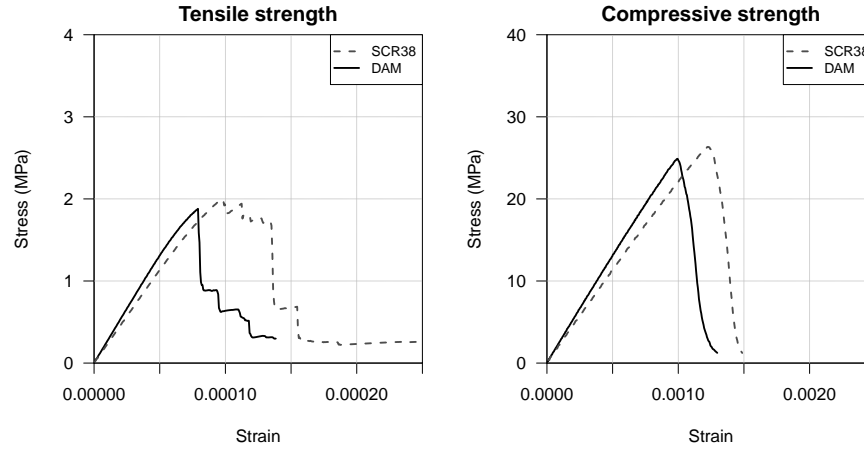 Tensile strength
4
3
2
1
0
Stress (MPa)
SCR38
DAM
0.00000
0.00010
0.00020
Strain
Compressive strength
40
30
20
10
0
Stress (MPa)
SCR38
DAM
0.0000
0.0010
0.0020
Strain